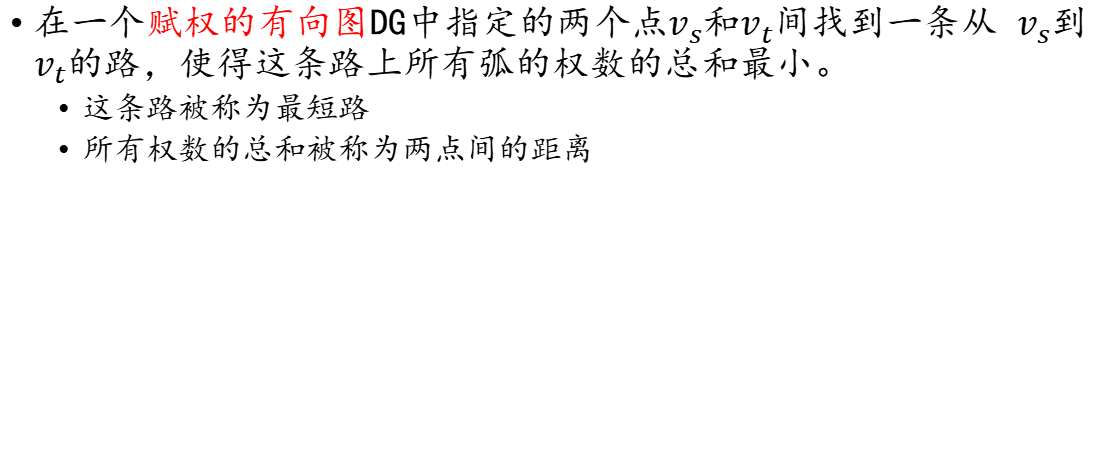 • 在一个赋权的有向图DG中指定的两个点vₛ和vₜ间找到一条从 vₛ到
vₜ的路，使得这条路上所有弧的权数的总和最小。
• 这条路被称为最短路
• 所有权数的总和被称为两点间的距离